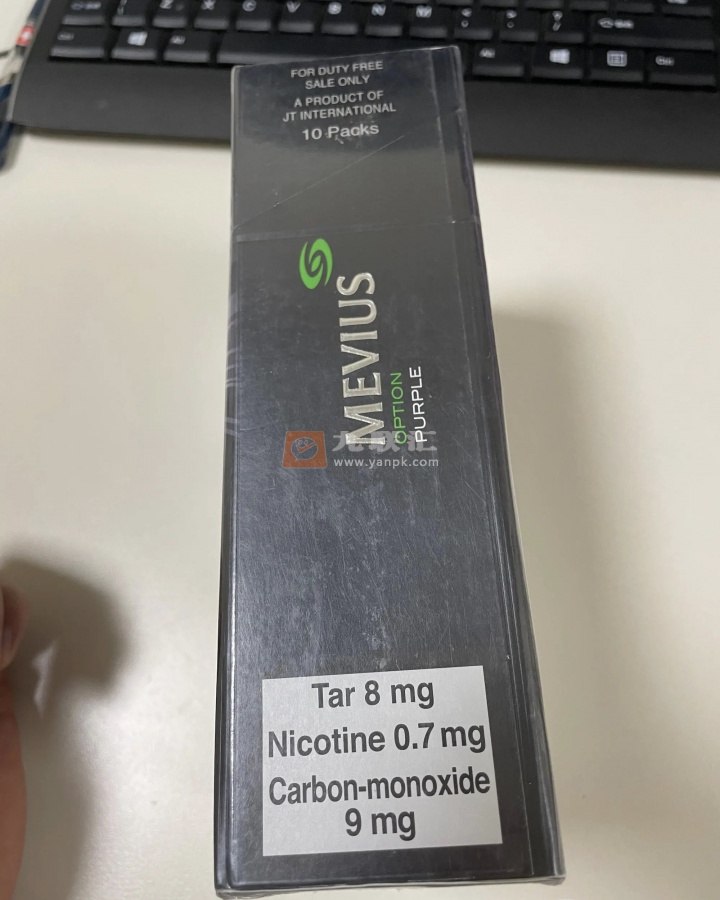 FOR DUTY FREE
SALE ONLY
A PRODUCT OF
JT INTERNATIONAL
10 Packs
MEVIUS
OPTION
PURPLE
www.yanpk.com
Tar 8 mg
Nicotine 0.7 mg
Carbon-monoxide
9 mg